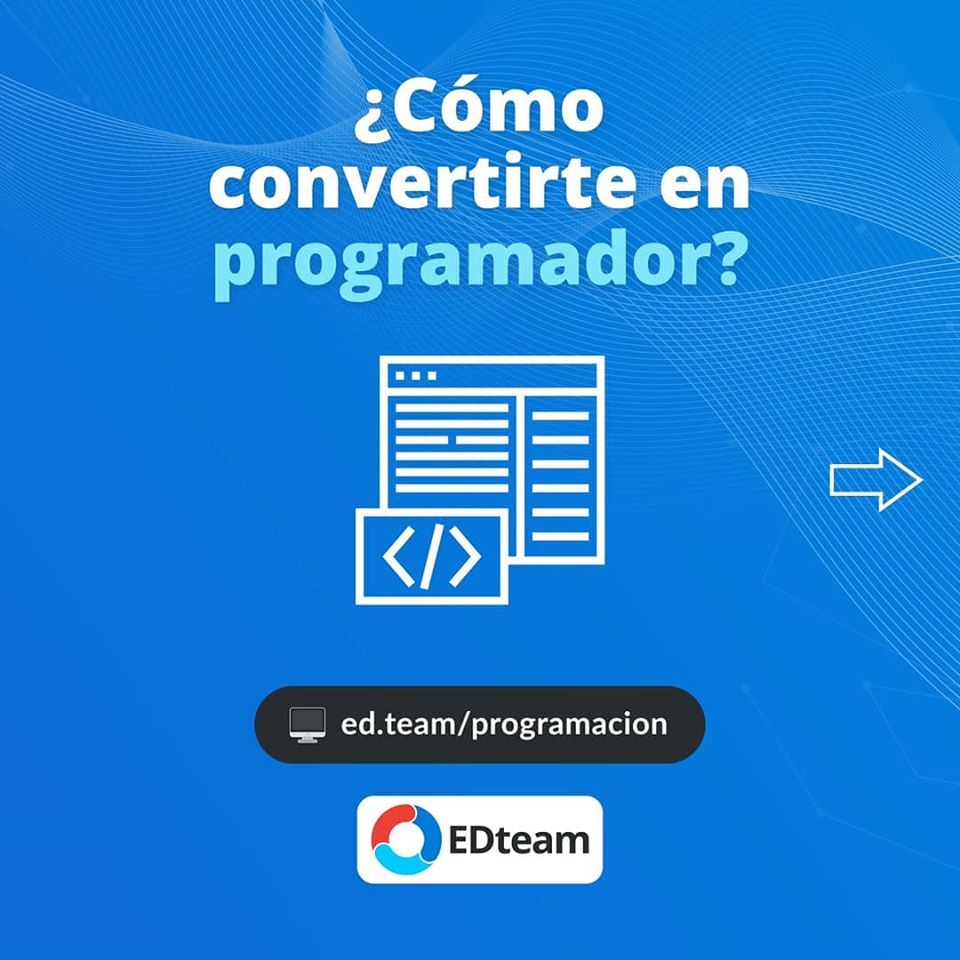 ¿Cómo
convertirte en
programador?
</>
ed.team/programacion
EDteam